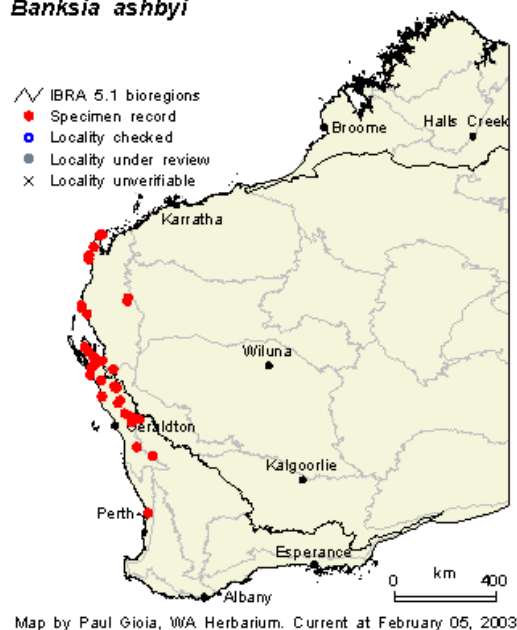 Banksia ashbyi
IBRA 5.1 bioregions
Specimen record
Locality checked
Locality under review
Locality unverifiable
Broome
Halls Creek
Karratha
Wiluna
Geraldton
Kalgoorlie
Perth
Esperance
Albany
km
0 400
Map by Paul Gioia, WA Herbarium. Current at February 05, 2003